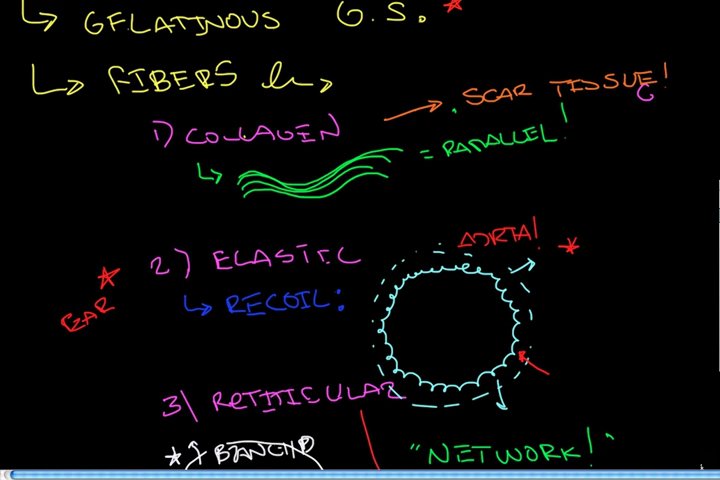 GELATINOUS G.S.
FIBERS
SCAR TISSUE!
1) COLLAGEN
= PARALLEL!
AORTA!
2) ELASTIC
EAR
RECOIL:
3) RETICULAR
"NETWORK!"